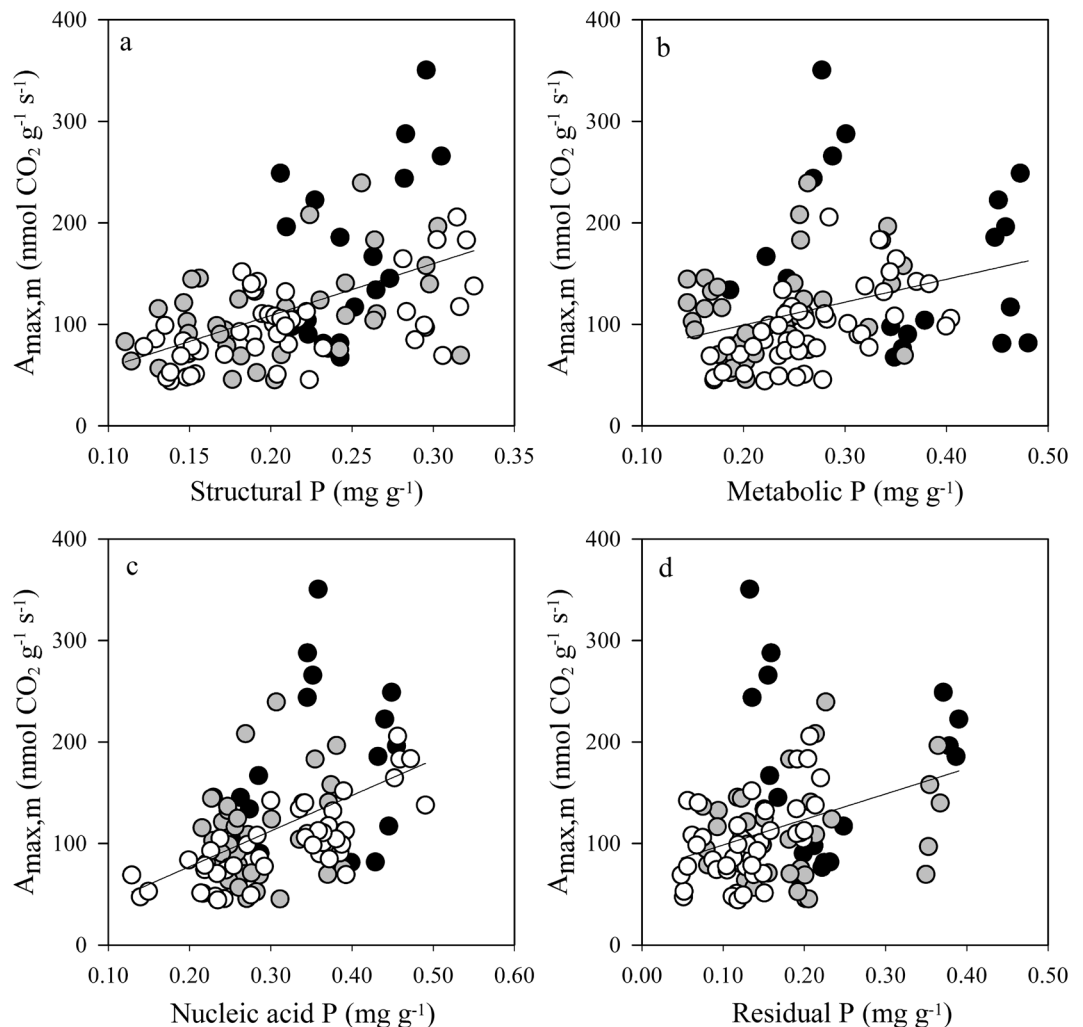 a
A_max,m (nmol CO₂ g⁻¹ s⁻¹)
400
300
200
100
0
0.10 0.15 0.20 0.25 0.30 0.35
Structural P (mg g⁻¹)
b
A_max,m (nmol CO₂ g⁻¹ s⁻¹)
400
300
200
100
0
0.10 0.20 0.30 0.40 0.50
Metabolic P (mg g⁻¹)
c
A_max,m (nmol CO₂ g⁻¹ s⁻¹)
400
300
200
100
0
0.10 0.20 0.30 0.40 0.50 0.60
Nucleic acid P (mg g⁻¹)
d
A_max,m (nmol CO₂ g⁻¹ s⁻¹)
400
300
200
100
0
0.00 0.10 0.20 0.30 0.40 0.50
Residual P (mg g⁻¹)